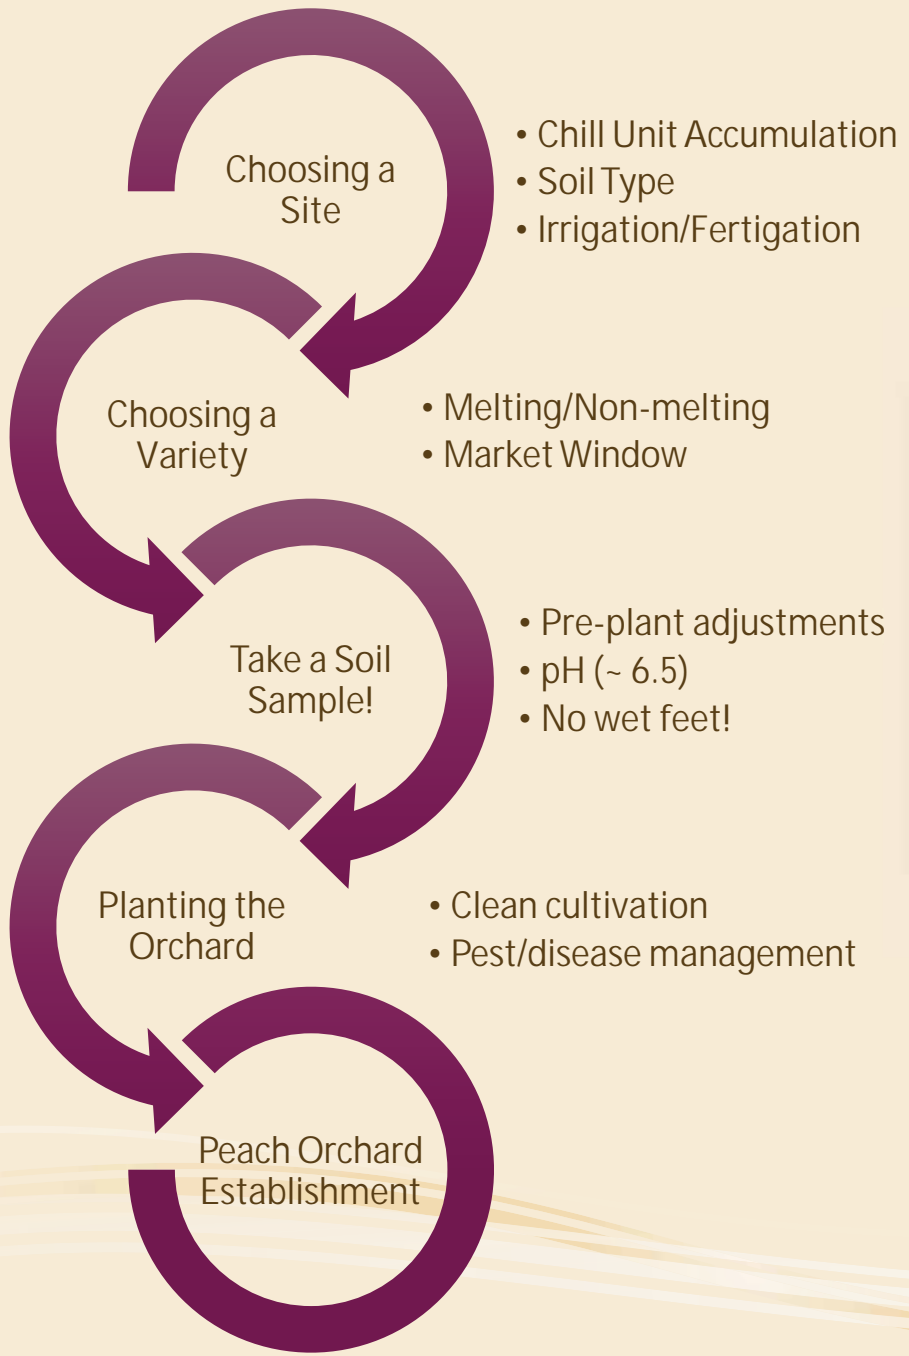 Choosing a
Site
• Chill Unit Accumulation
• Soil Type
• Irrigation/Fertigation
Choosing a
Variety
• Melting/Non-melting
• Market Window
Take a Soil
Sample!
• Pre-plant adjustments
• pH (~ 6.5)
• No wet feet!
Planting the
Orchard
• Clean cultivation
• Pest/disease management
Peach Orchard
Establishment